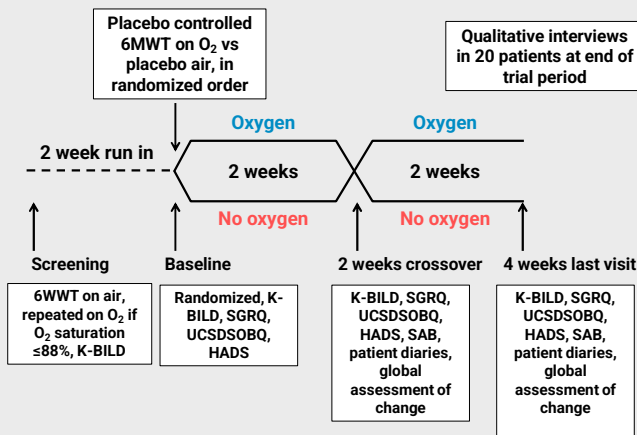 Placebo controlled
6MWT on O₂ vs
placebo air, in
randomized order
Qualitative interviews
in 20 patients at end of
trial period
Oxygen
Oxygen
2 week run in
2 weeks
2 weeks
No oxygen
No oxygen
Screening
Baseline
2 weeks crossover
4 weeks last visit
6WWT on air,
repeated on O₂ if
O₂ saturation
≤88%, K-BILD
Randomized, K-
BILD, SGRQ,
UCSDSOBQ,
HADS
K-BILD, SGRQ,
UCSDSOBQ,
HADS, SAB,
patient diaries,
global
assessment of
change
K-BILD, SGRQ,
UCSDSOBQ,
HADS, SAB,
patient diaries,
global
assessment of
change